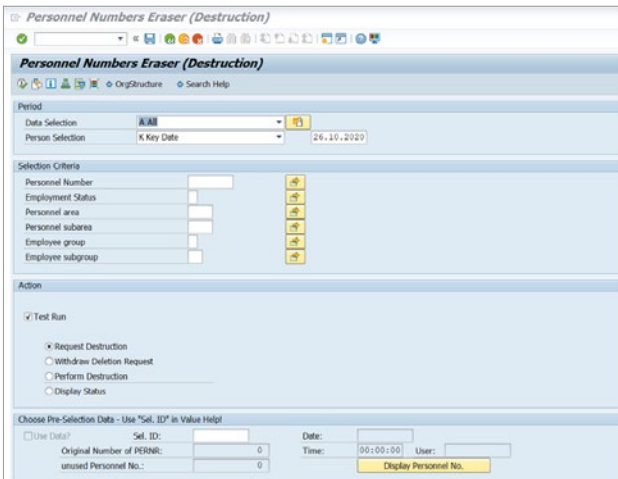 Personnel Numbers Eraser (Destruction)
Personnel Numbers Eraser (Destruction)
OrgStructure Search Help
Period
Data Selection A All
Person Selection K Key Date 26.10.2020
Selection Criteria
Personnel Number
Employment Status
Personnel area
Personnel subarea
Employee group
Employee subgroup
Action
Test Run
Request Destruction
Withdraw Deletion Request
Perform Destruction
Display Status
Choose Pre-Selection Data - Use "Sel. ID" in Value Help!
Use Data? Sel. ID: Date:
Original Number of PERNR: 0 Time: 00:00:00 User:
unused Personnel No.: 0 Display Personnel No.